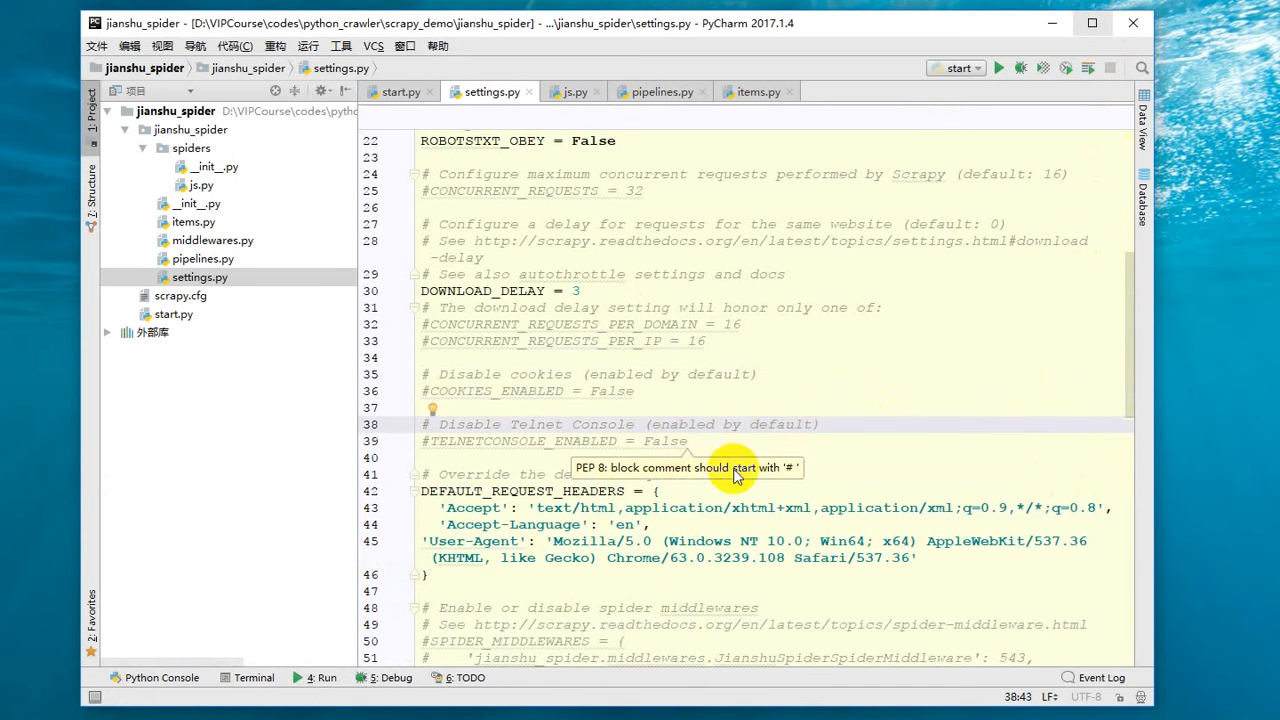 jianshu_spider - [D:\VIPCourse\codes\python_crawler\scrapy_demo\jianshu_spider] - ...\jianshu_spider\settings.py - PyCharm 2017.1.4
文件 编辑 视图 导航 代码(C) 重构 运行 工具 VCS 窗口 帮助
jianshu_spider jianshu_spider settings.py start
项目 start.py settings.py js.py pipelines.py items.py
1: Project
7: Structure
2: Favorites
jianshu_spider D:\VIPCourse\codes\pytho
jianshu_spider
spiders
__init__.py
js.py
__init__.py
items.py
middlewares.py
pipelines.py
settings.py
scrapy.cfg
start.py
外部库
22 ROBOTSTXT_OBEY = False
23
24 # Configure maximum concurrent requests performed by Scrapy (default: 16)
25 #CONCURRENT_REQUESTS = 32
26
27 # Configure a delay for requests for the same website (default: 0)
28 # See http://scrapy.readthedocs.org/en/latest/topics/settings.html#download
-delay
29 # See also autothrottle settings and docs
30 DOWNLOAD_DELAY = 3
31 # The download delay setting will honor only one of:
32 #CONCURRENT_REQUESTS_PER_DOMAIN = 16
33 #CONCURRENT_REQUESTS_PER_IP = 16
34
35 # Disable cookies (enabled by default)
36 #COOKIES_ENABLED = False
37
38 # Disable Telnet Console (enabled by default)
39 #TELNETCONSOLE_ENABLED = False
40
PEP 8: block comment should start with '# '
41 # Override the de
42 DEFAULT_REQUEST_HEADERS = {
43 'Accept': 'text/html,application/xhtml+xml,application/xml;q=0.9,*/*;q=0.8',
44 'Accept-Language': 'en',
45 'User-Agent': 'Mozilla/5.0 (Windows NT 10.0; Win64; x64) AppleWebKit/537.36
(KHTML, like Gecko) Chrome/63.0.3239.108 Safari/537.36'
46 }
47
48 # Enable or disable spider middlewares
49 # See http://scrapy.readthedocs.org/en/latest/topics/spider-middleware.html
50 #SPIDER_MIDDLEWARES = {
51 # 'jianshu_spider.middlewares.JianshuSpiderSpiderMiddleware': 543,
Data View
Database
Python Console Terminal 4: Run 5: Debug 6: TODO Event Log
38:43 LF UTF-8